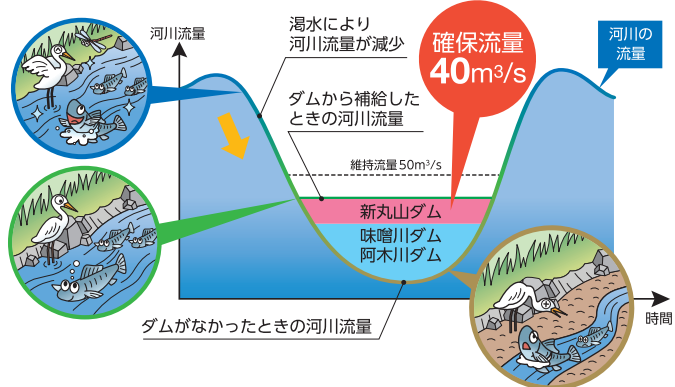 河川流量
渇水により
河川流量が減少
確保流量
40m³/s
河川の
流量
ダムから補給した
ときの河川流量
維持流量50m³/s
新丸山ダム
味噌川ダム
阿木川ダム
時間
ダムがなかったときの河川流量